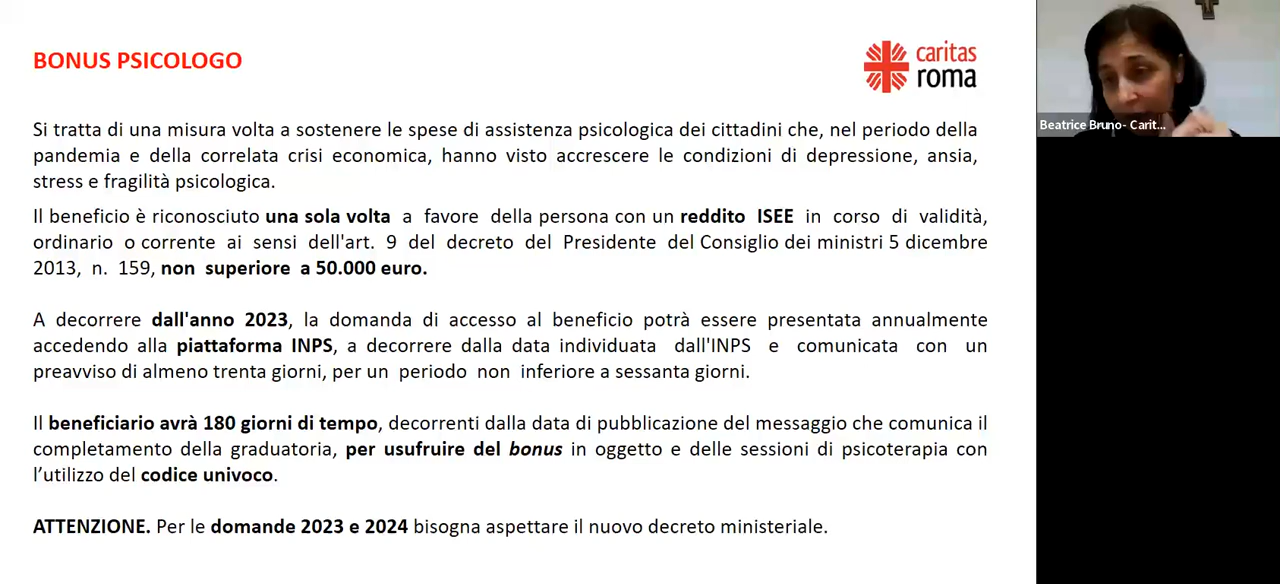 BONUS PSICOLOGO
caritas
roma
Beatrice Bruno- Carit...
Si tratta di una misura volta a sostenere le spese di assistenza psicologica dei cittadini che, nel periodo della
pandemia e della correlata crisi economica, hanno visto accrescere le condizioni di depressione, ansia,
stress e fragilità psicologica.
Il beneficio è riconosciuto una sola volta a favore della persona con un reddito ISEE in corso di validità,
ordinario o corrente ai sensi dell'art. 9 del decreto del Presidente del Consiglio dei ministri 5 dicembre
2013, n. 159, non superiore a 50.000 euro.
A decorrere dall'anno 2023, la domanda di accesso al beneficio potrà essere presentata annualmente
accedendo alla piattaforma INPS, a decorrere dalla data individuata dall'INPS e comunicata con un
preavviso di almeno trenta giorni, per un periodo non inferiore a sessanta giorni.
Il beneficiario avrà 180 giorni di tempo, decorrenti dalla data di pubblicazione del messaggio che comunica il
completamento della graduatoria, per usufruire del bonus in oggetto e delle sessioni di psicoterapia con
l’utilizzo del codice univoco.
ATTENZIONE. Per le domande 2023 e 2024 bisogna aspettare il nuovo decreto ministeriale.